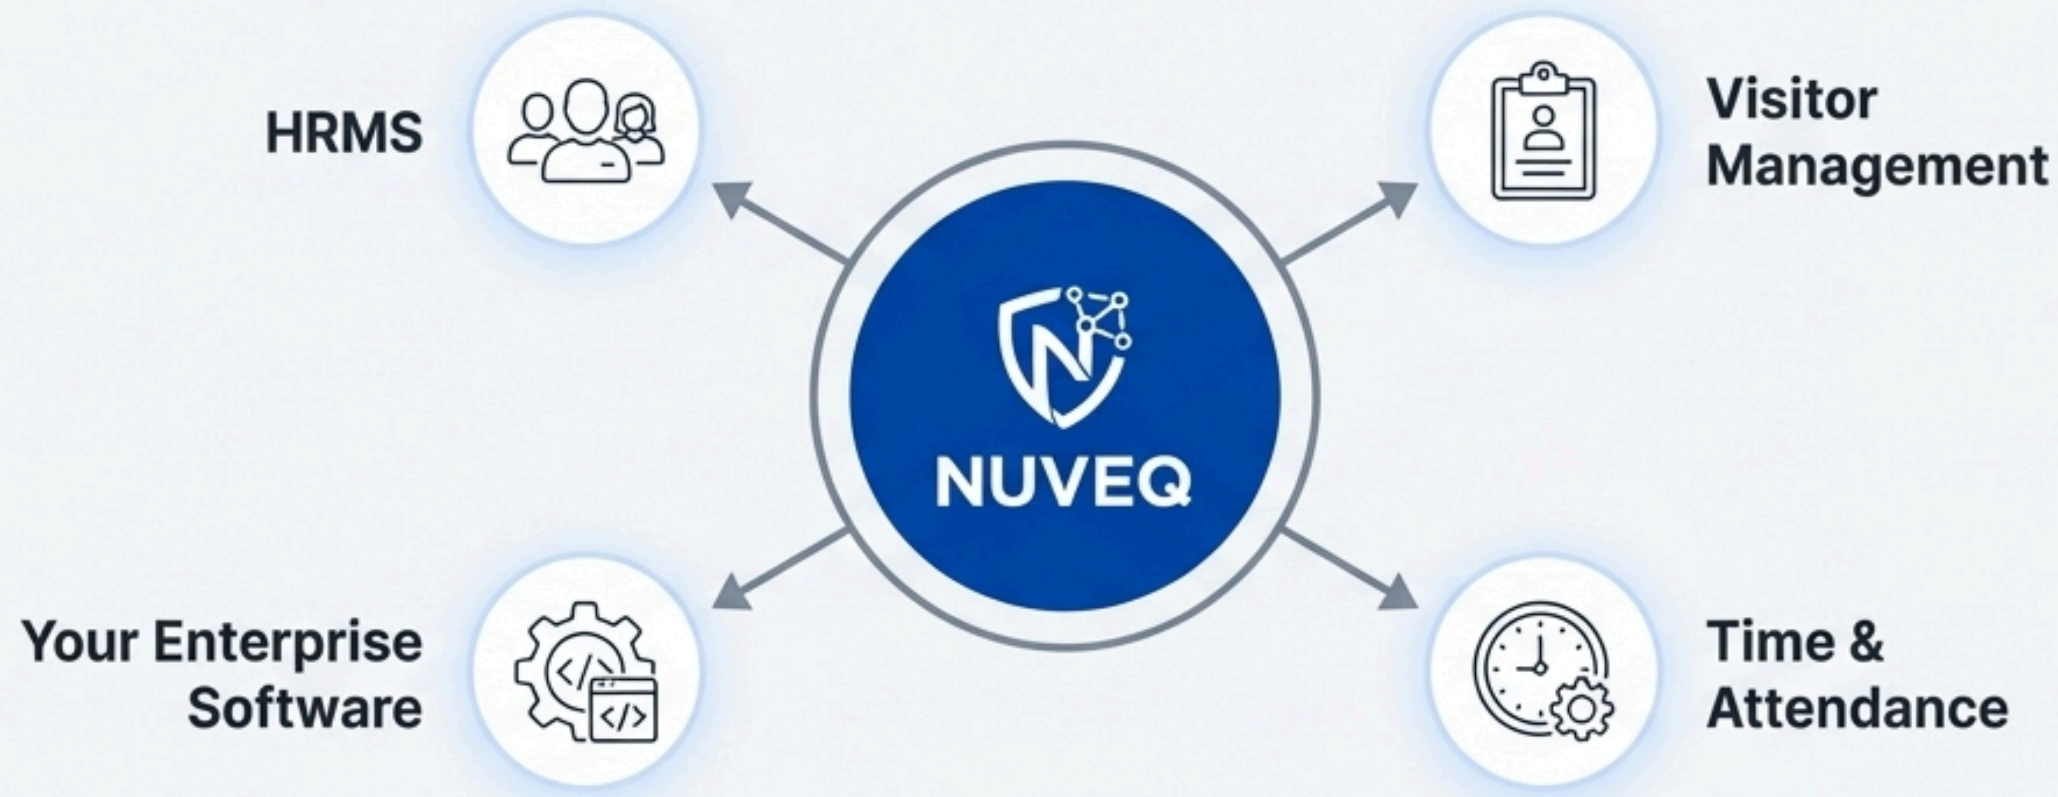 HRMS
Visitor
Management
NUVEQ
Your Enterprise
Software
Time &
Attendance